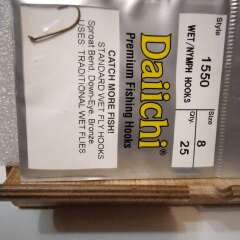 Style
1550
WET/NYMPH HOOKS
Size
8
Qty.
25
Daiichi®
Premium Fishing Hooks
CATCH MORE FISH!
STANDARD WET FLY HOOKS
Sproat Bend, Down-Eye, Bronze
USES: TRADITIONAL WET FLIES